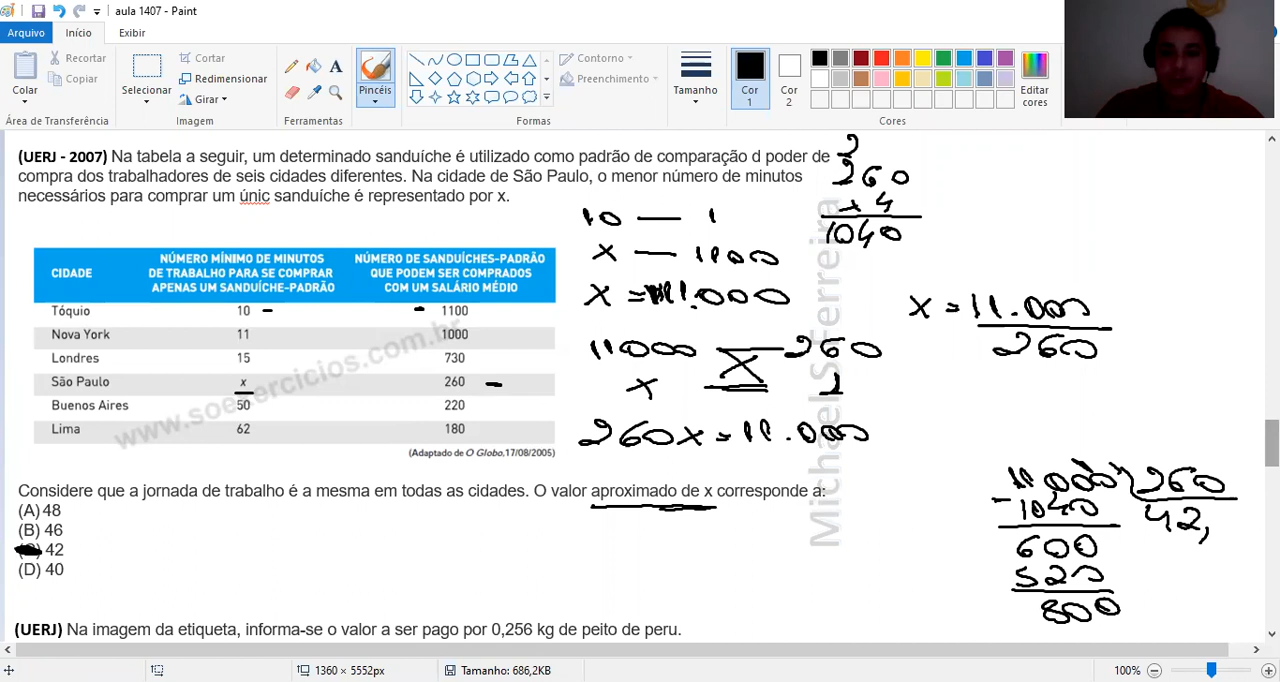 aula 1407 - Paint
Arquivo Início Exibir
Colar
Recortar
Copiar
Área de Transferência
Selecionar
Cortar
Redimensionar
Girar
Imagem
Ferramentas
Pincéis
Contorno
Preenchimento
Formas
Tamanho
Cor 1
Cor 2
Editar cores
Cores
(UERJ - 2007) Na tabela a seguir, um determinado sanduíche é utilizado como padrão de comparação d poder de
compra dos trabalhadores de seis cidades diferentes. Na cidade de São Paulo, o menor número de minutos
necessários para comprar um únic sanduíche é representado por x.
CIDADE NÚMERO MÍNIMO DE MINUTOS DE TRABALHO PARA SE COMPRAR APENAS UM SANDUÍCHE-PADRÃO NÚMERO DE SANDUÍCHES-PADRÃO QUE PODEM SER COMPRADOS COM UM SALÁRIO MÉDIO
Tóquio 10 1100
Nova York 11 1000
Londres 15 730
São Paulo x 260
Buenos Aires 50 220
Lima 62 180
(Adaptado de O Globo,17/08/2005)
www.soexercicios.com.br
Considere que a jornada de trabalho é a mesma em todas as cidades. O valor aproximado de x corresponde a:
(A) 48
(B) 46
42
(D) 40
(UERJ) Na imagem da etiqueta, informa-se o valor a ser pago por 0,256 kg de peito de peru.
10 — 1
x — 1100
x = 11.000
11000 — 260
x 1
260x = 11.000
2
260
x 4
1040
x = 11.000
260
11000 260
- 1040 42,
600
520
800
Michael S Ferreira
1360 × 5552px
Tamanho: 686,2KB
100%